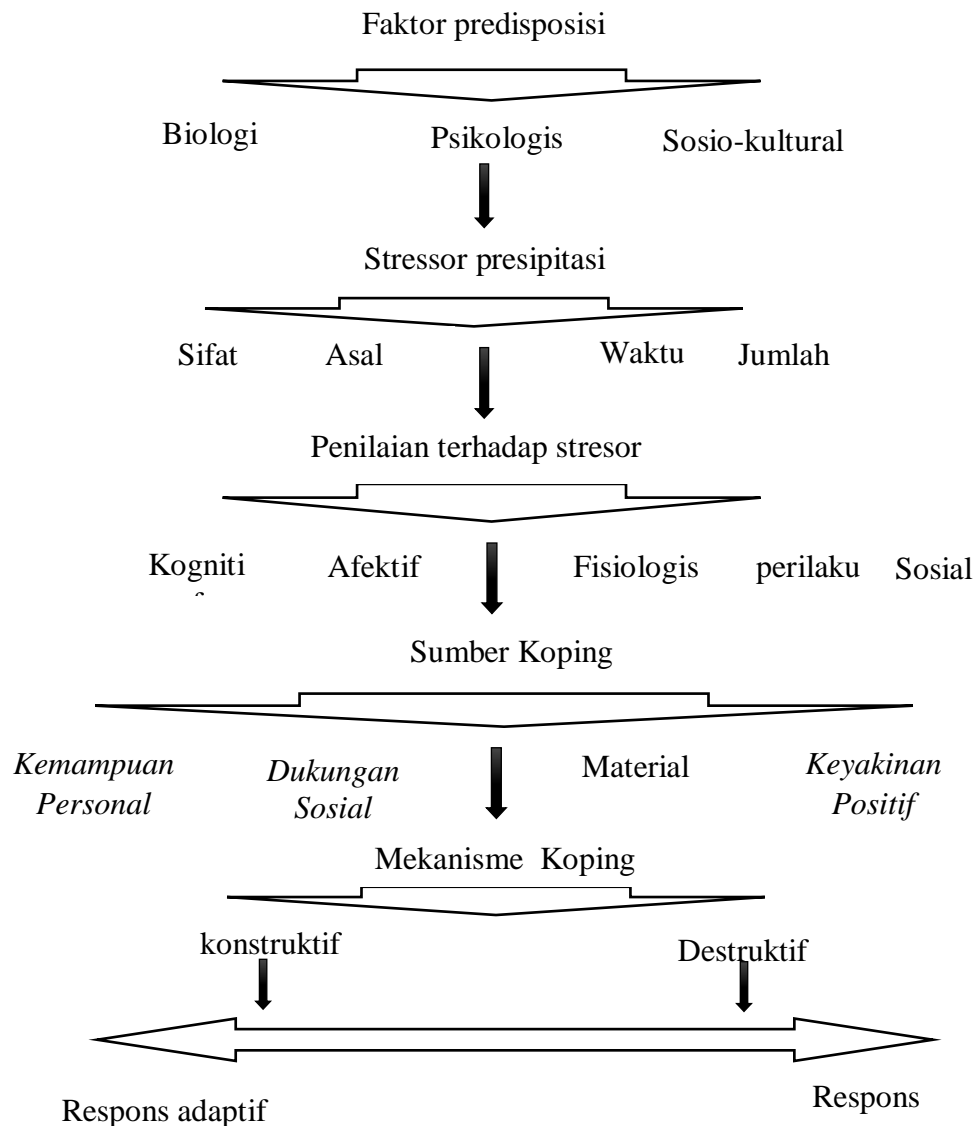 Faktor predisposisi
Biologi Psikologis Sosio-kultural
Stressor presipitasi
Sifat Asal Waktu Jumlah
Penilaian terhadap stresor
Kogniti Afektif Fisiologis perilaku Sosial
Sumber Koping
Kemampuan Dukungan Material Keyakinan
Personal Sosial Positif
Mekanisme Koping
konstruktif Destruktif
Respons adaptif Respons